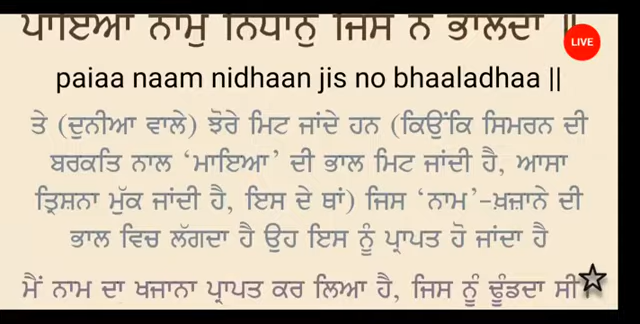 ਪਾਇਆ ਨਾਮੁ ਨਿਧਾਨੁ ਜਿਸ ਨੋ ਭਾਲਦਾ ॥
LIVE
paiaa naam nidhaan jis no bhaaladhaa ||
ਤੇ (ਦੁਨੀਆ ਵਾਲੇ) ਝੋਰੇ ਮਿਟ ਜਾਂਦੇ ਹਨ (ਕਿਉਂਕਿ ਸਿਮਰਨ ਦੀ
ਬਰਕਤਿ ਨਾਲ ‘ਮਾਇਆ’ ਦੀ ਭਾਲ ਮਿਟ ਜਾਂਦੀ ਹੈ, ਆਸਾ
ਤ੍ਰਿਸ਼ਨਾ ਮੁੱਕ ਜਾਂਦੀ ਹੈ, ਇਸ ਦੇ ਥਾਂ) ਜਿਸ ‘ਨਾਮ’-ਖ਼ਜ਼ਾਨੇ ਦੀ
ਭਾਲ ਵਿਚ ਲੱਗਦਾ ਹੈ ਉਹ ਇਸ ਨੂੰ ਪ੍ਰਾਪਤ ਹੋ ਜਾਂਦਾ ਹੈ
ਮੈਂ ਨਾਮ ਦਾ ਖਜਾਨਾ ਪ੍ਰਾਪਤ ਕਰ ਲਿਆ ਹੈ, ਜਿਸ ਨੂੰ ਢੂੰਡਦਾ ਸੀ